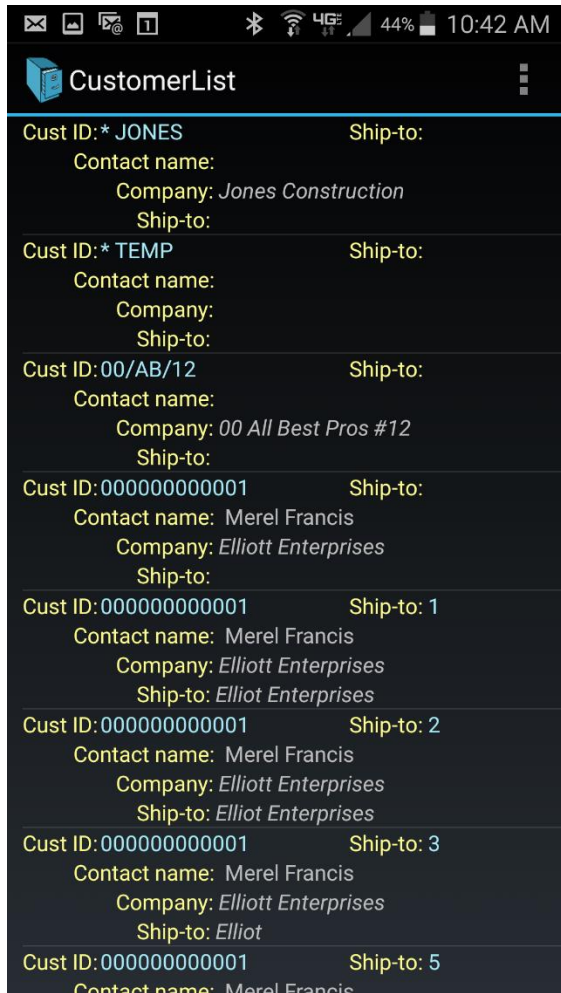 1 4G 44% 10:42 AM
CustomerList
Cust ID:* JONES Ship-to:
Contact name:
Company: Jones Construction
Ship-to:
Cust ID:* TEMP Ship-to:
Contact name:
Company:
Ship-to:
Cust ID:00/AB/12 Ship-to:
Contact name:
Company: 00 All Best Pros #12
Ship-to:
Cust ID:000000000001 Ship-to:
Contact name: Merel Francis
Company: Elliott Enterprises
Ship-to:
Cust ID:000000000001 Ship-to: 1
Contact name: Merel Francis
Company: Elliott Enterprises
Ship-to: Elliot Enterprises
Cust ID:000000000001 Ship-to: 2
Contact name: Merel Francis
Company: Elliott Enterprises
Ship-to: Elliot Enterprises
Cust ID:000000000001 Ship-to: 3
Contact name: Merel Francis
Company: Elliott Enterprises
Ship-to: Elliot
Cust ID:000000000001 Ship-to: 5
Contact name: Merel Francis